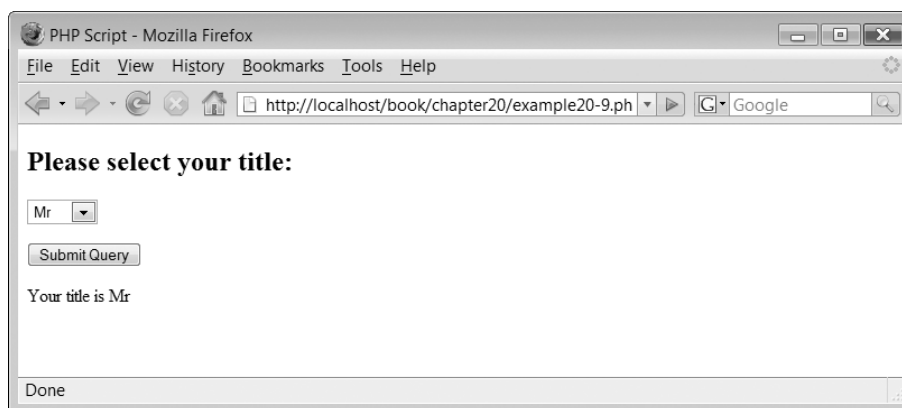 PHP Script - Mozilla Firefox
File Edit View History Bookmarks Tools Help
http://localhost/book/chapter20/example20-9.ph G Google
Please select your title:
Mr
Submit Query
Your title is Mr
Done